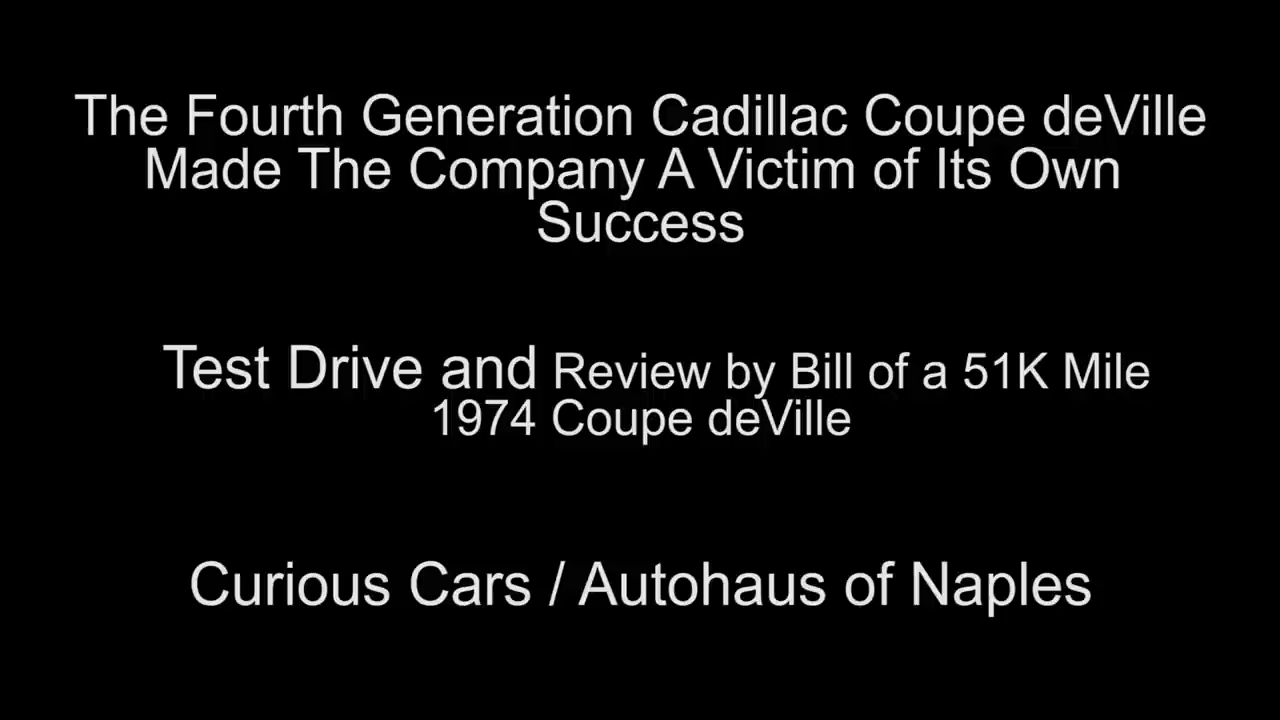 The Fourth Generation Cadillac Coupe deVille
Made The Company A Victim of Its Own
Success
Test Drive and Review by Bill of a 51K Mile
1974 Coupe deVille
Curious Cars / Autohaus of Naples